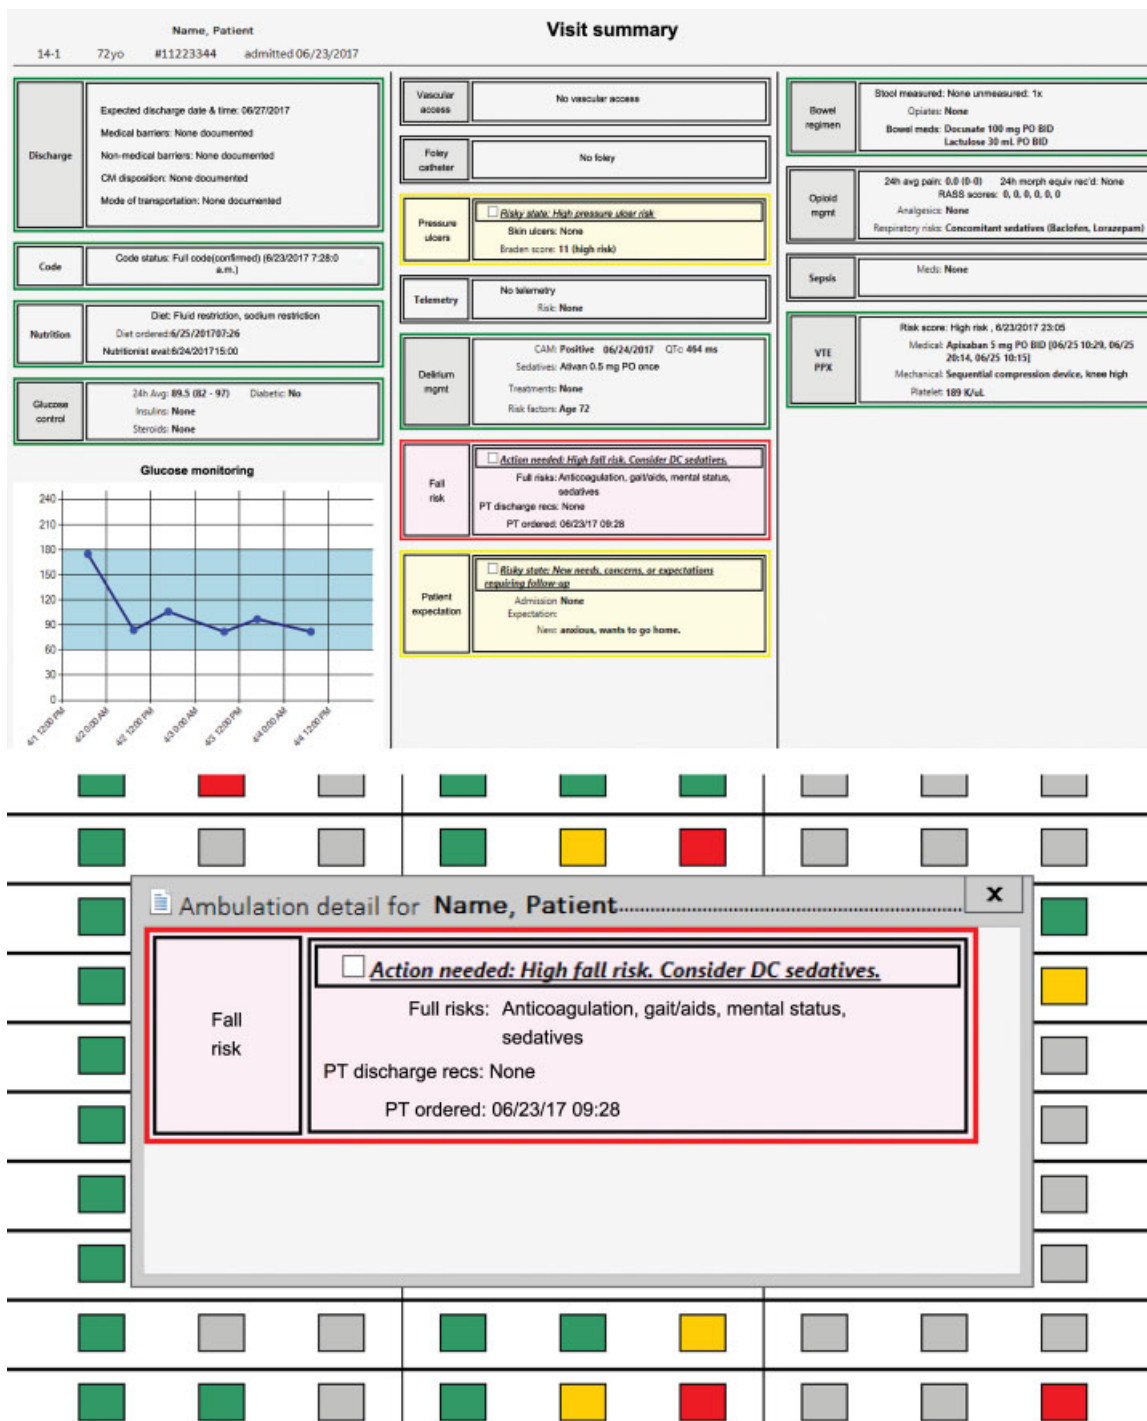 Name, Patient
Visit summary
14-1 72yo #11223344 admitted 06/23/2017
Discharge
Expected discharge date & time: 06/27/2017
Medical barriers: None documented
Non-medical barriers: None documented
CM disposition: None documented
Mode of transportation: None documented
Code
Code status: Full code(confirmed) (6/23/2017 7:28:0
a.m.)
Nutrition
Diet: Fluid restriction, sodium restriction
Diet ordered:6/25/201707:26
Nutritionist eval:6/24/201715:00
Glucose
control
24h Avg: 89.5 (82 - 97) Diabetic: No
Insulins: None
Steroids: None
Glucose monitoring
240
210
180
150
120
90
60
30
0
4/1 12:00 PM
4/2 0:00 AM
4/2 12:00 PM
4/3 0:00 AM
4/3 12:00 PM
4/4 0:00 AM
4/4 12:00 PM
Vascular
access
No vascular access
Foley
catheter
No foley
Pressure
ulcers
Risky state: High pressure ulcer risk
Skin ulcers: None
Braden score: 11 (high risk)
Telemetry
No telemetry
Risk: None
Delirium
mgmt
CAM: Positive 06/24/2017 QTc: 464 ms
Sedatives: Ativan 0.5 mg PO once
Treatments: None
Risk factors: Age 72
Fall
risk
Action needed: High fall risk. Consider DC sedatives.
Full risks: Anticoagulation, gait/aids, mental status,
sedatives
PT discharge recs: None
PT ordered: 06/23/17 09:28
Patient
expectation
Risky state: New needs, concerns, or expectations
requiring follow-up
Admission None
Expectation:
New: anxious, wants to go home.
Bowel
regimen
Stool measured: None unmeasured: 1x
Opiates: None
Bowel meds: Docusate 100 mg PO BID
Lactulose 30 mL PO BID
Opioid
mgmt
24h avg pain: 0.0 (0-0) 24h morph equiv rec'd: None
RASS scores: 0, 0, 0, 0, 0, 0
Analgesics: None
Respiratory risks: Concomitant sedatives (Baclofen, Lorazepam)
Sepsis
Meds: None
VTE
PPX
Risk score: High risk , 6/23/2017 23:05
Medical: Apixaban 5 mg PO BID [06/25 10:29, 06/25
20:14, 06/25 10:15]
Mechanical: Sequential compression device, knee high
Platelet: 189 K/uL
Ambulation detail for Name, Patient
x
Fall
risk
Action needed: High fall risk. Consider DC sedatives.
Full risks: Anticoagulation, gait/aids, mental status,
sedatives
PT discharge recs: None
PT ordered: 06/23/17 09:28